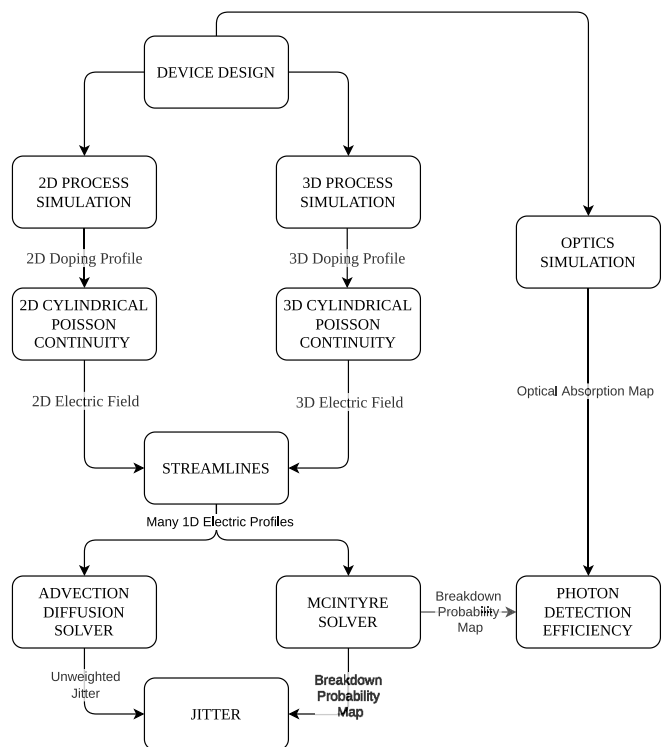 DEVICE DESIGN
2D PROCESS
SIMULATION
3D PROCESS
SIMULATION
OPTICS
SIMULATION
2D Doping Profile
3D Doping Profile
2D CYLINDRICAL
POISSON
CONTINUITY
3D CYLINDRICAL
POISSON
CONTINUITY
Optical Absorption Map
2D Electric Field
3D Electric Field
STREAMLINES
Many 1D Electric Profiles
ADVECTION
DIFFUSION
SOLVER
MCINTYRE
SOLVER
Breakdown
Probability
Map
PHOTON
DETECTION
EFFICIENCY
Unweighted
Jitter
Breakdown
Probability
Map
JITTER